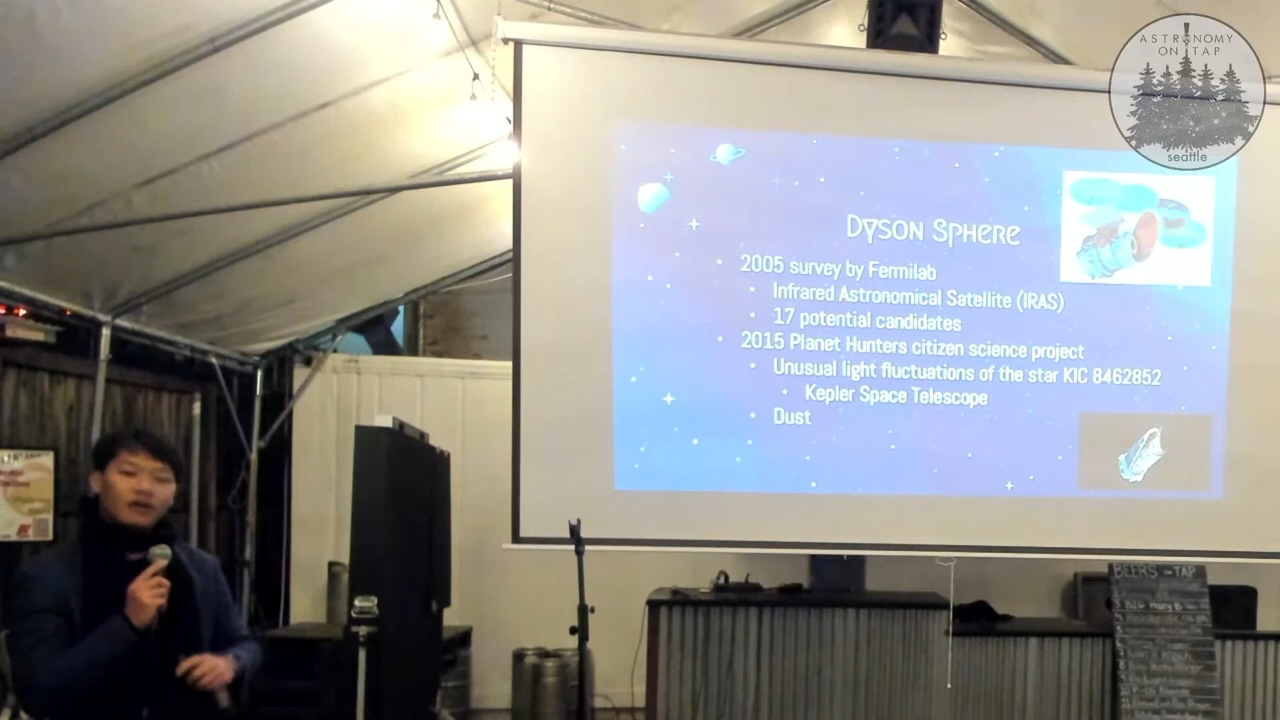 ASTRONOMY
ON TAP
seattle
DYSON SPHERE
2005 survey by Fermilab
Infrared Astronomical Satellite (IRAS)
17 potential candidates
2015 Planet Hunters citizen science project
Unusual light fluctuations of the star KIC 8462852
Kepler Space Telescope
Dust
BEERS TAP